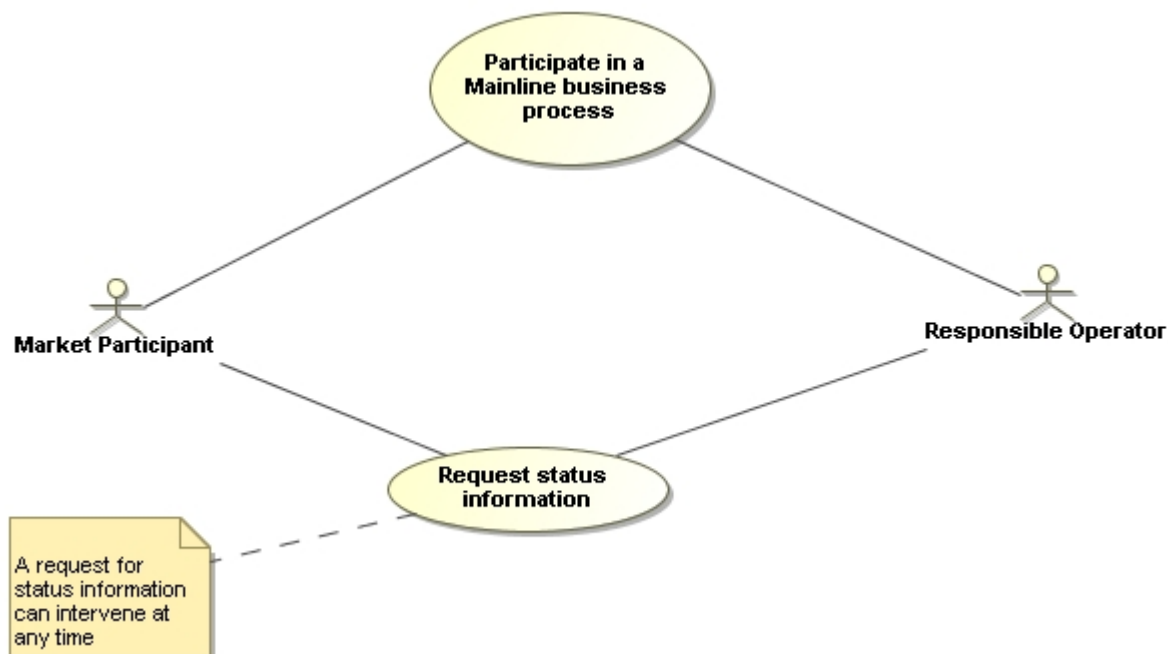 Participate in a
Mainline business
process
Market Participant
Responsible Operator
Request status
information
A request for
status information
can intervene at
any time